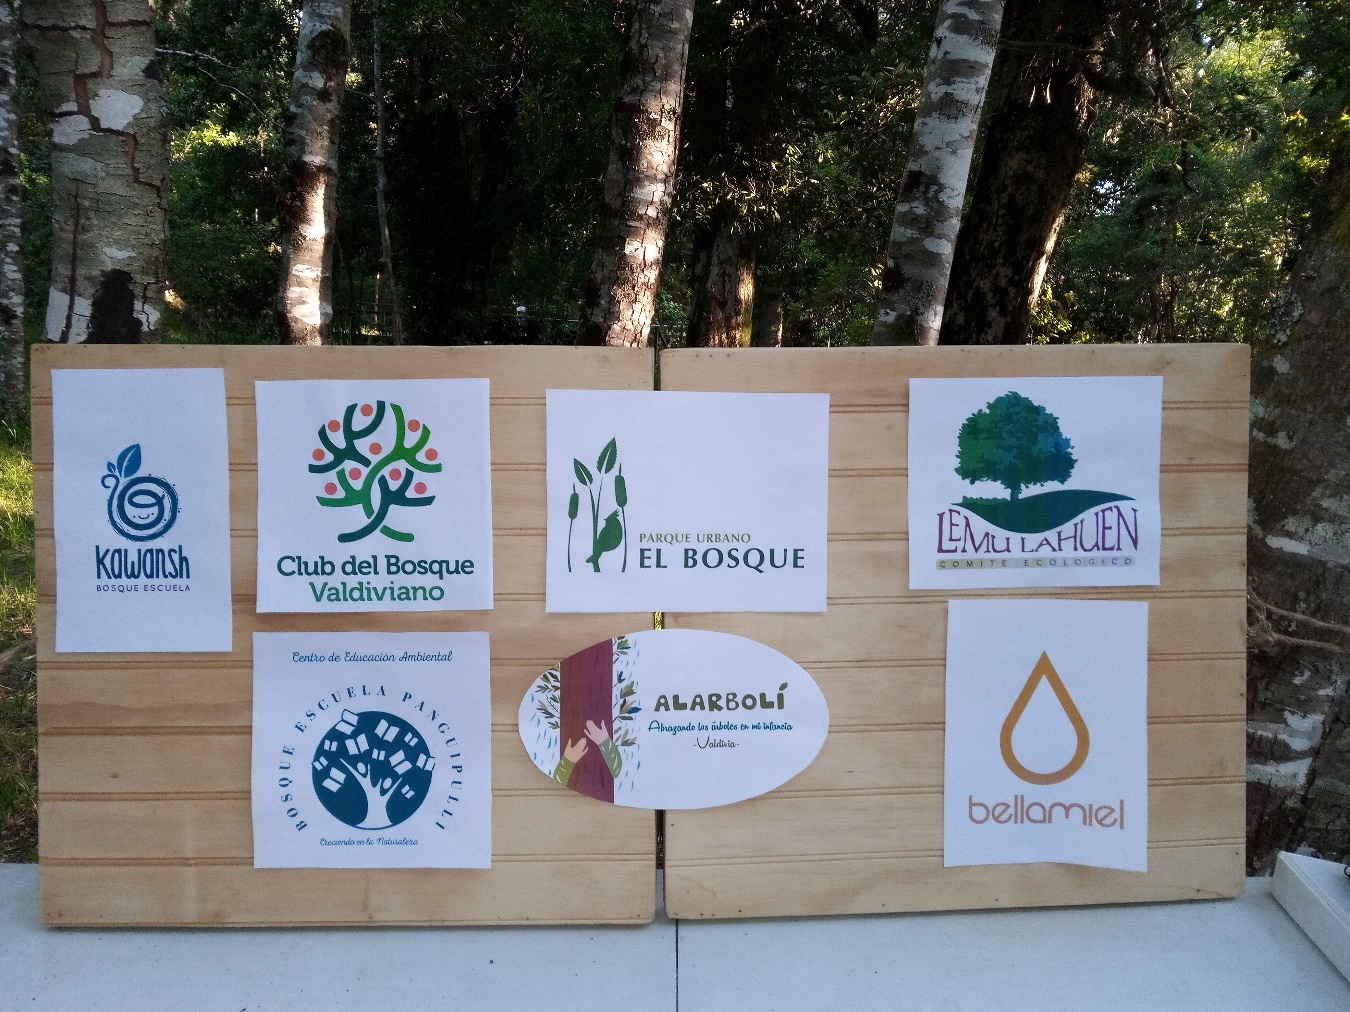 kawansh
BOSQUE ESCUELA
Club del Bosque
Valdiviano
PARQUE URBANO
EL BOSQUE
LEMU LAHUEN
COMITE ECOLOGICO
Centro de Educación Ambiental
BOSQUE ESCUELA PANGUIPULLI
Creciendo en la Naturaleza
ALARBOLÍ
Abrazando los árboles en mi infancia
-Valdivia-
bellamiel